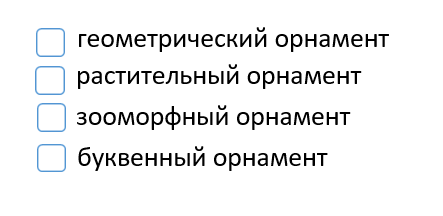 геометрический орнамент
растительный орнамент
зооморфный орнамент
буквенный орнамент